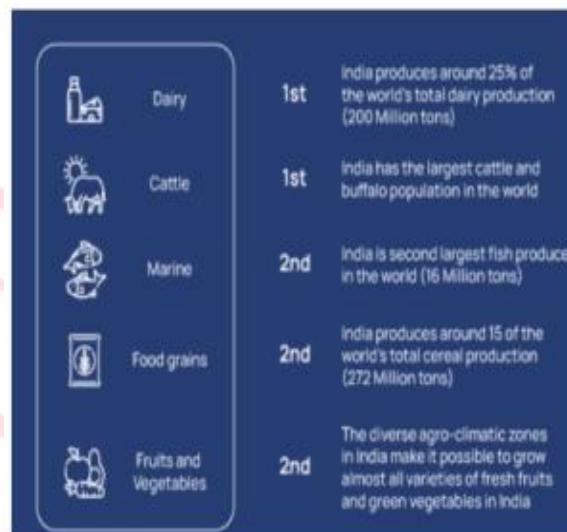 Dairy
1st
India produces around 25% of
the world's total dairy production
(200 Million tons)
Cattle
1st
India has the largest cattle and
buffalo population in the world
Marine
2nd
India is second largest fish produce
in the world (16 Million tons)
Food grains
2nd
India produces around 15 of the
world's total cereal production
(272 Million tons)
Fruits and
Vegetables
2nd
The diverse agro-climatic zones
in India make it possible to grow
almost all varieties of fresh fruits
and green vegetables in India